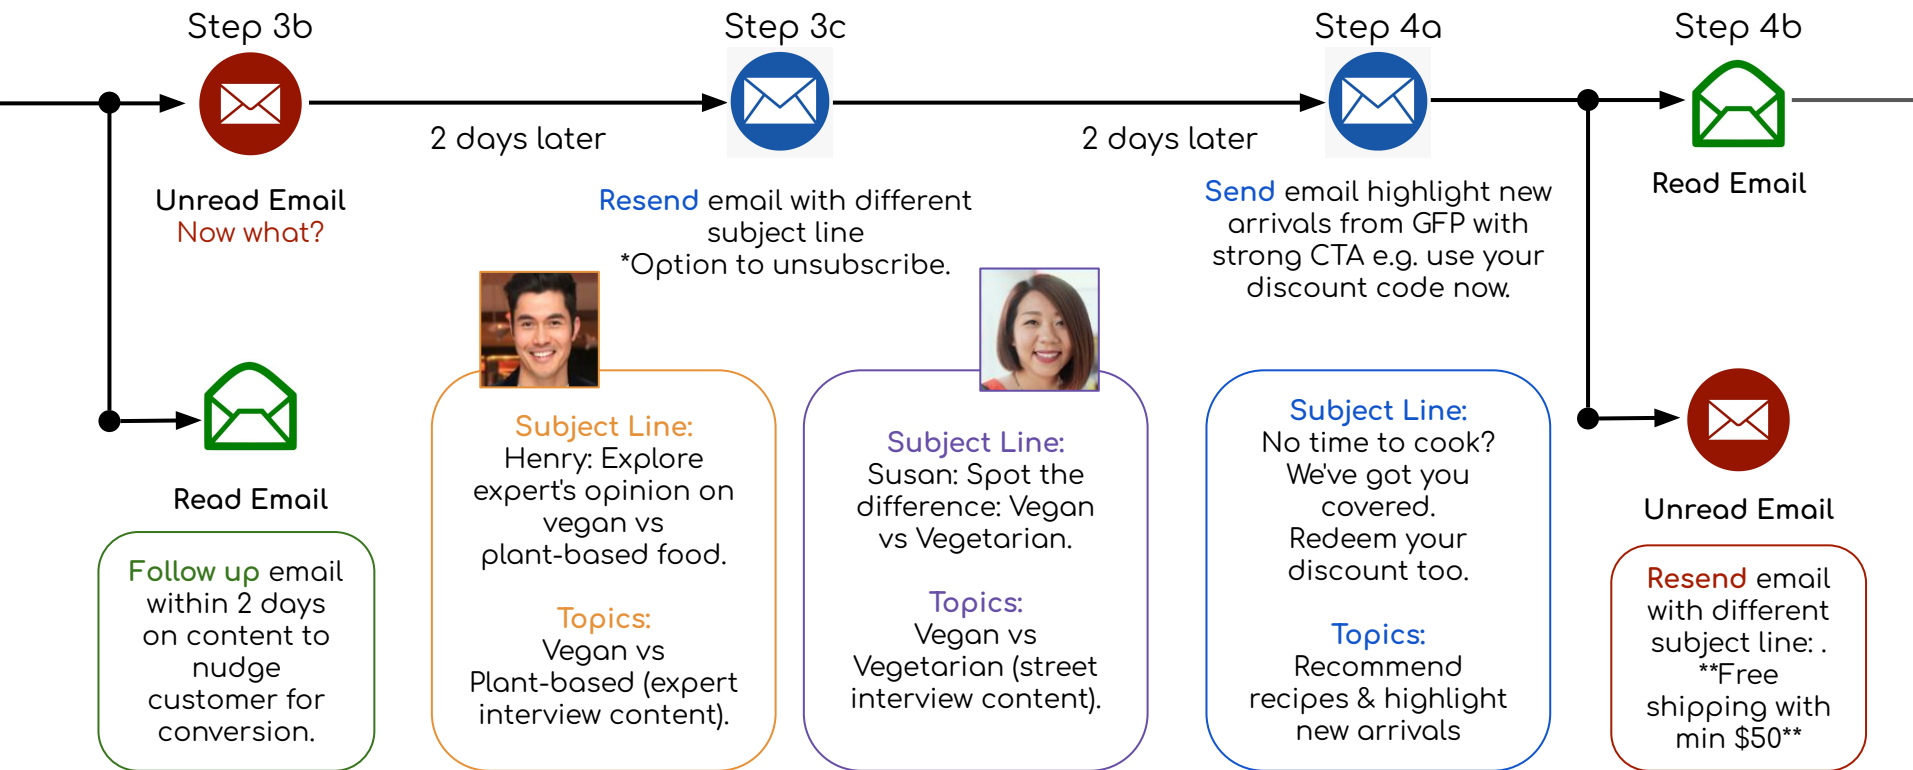 Step 3b
Step 3c
Step 4a
Step 4b
2 days later
2 days later
Unread Email
Now what?
Resend email with different
subject line
*Option to unsubscribe.
Send email highlight new
arrivals from GFP with
strong CTA e.g. use your
discount code now.
Read Email
Read Email
Follow up email
within 2 days
on content to
nudge
customer for
conversion.
Subject Line:
Henry: Explore
expert's opinion on
vegan vs
plant-based food.
Topics:
Vegan vs
Plant-based (expert
interview content).
Subject Line:
Susan: Spot the
difference: Vegan
vs Vegetarian.
Topics:
Vegan vs
Vegetarian (street
interview content).
Subject Line:
No time to cook?
We've got you
covered.
Redeem your
discount too.
Topics:
Recommend
recipes & highlight
new arrivals
Unread Email
Resend email
with different
subject line: .
**Free
shipping with
min $50**